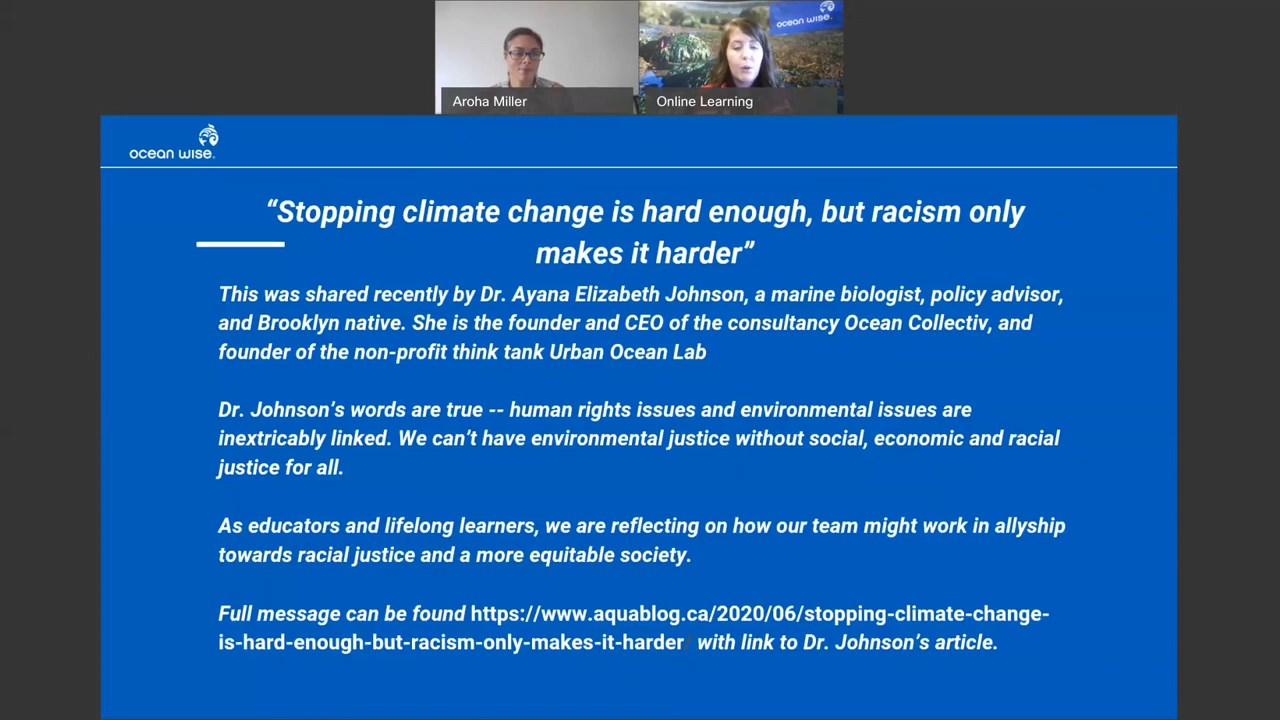 ocean wise
Aroha Miller
Online Learning
ocean wise.
“Stopping climate change is hard enough, but racism only
makes it harder”
This was shared recently by Dr. Ayana Elizabeth Johnson, a marine biologist, policy advisor,
and Brooklyn native. She is the founder and CEO of the consultancy Ocean Collectiv, and
founder of the non-profit think tank Urban Ocean Lab
Dr. Johnson’s words are true -- human rights issues and environmental issues are
inextricably linked. We can’t have environmental justice without social, economic and racial
justice for all.
As educators and lifelong learners, we are reflecting on how our team might work in allyship
towards racial justice and a more equitable society.
Full message can be found https://www.aquablog.ca/2020/06/stopping-climate-change-
is-hard-enough-but-racism-only-makes-it-harder/ with link to Dr. Johnson’s article.